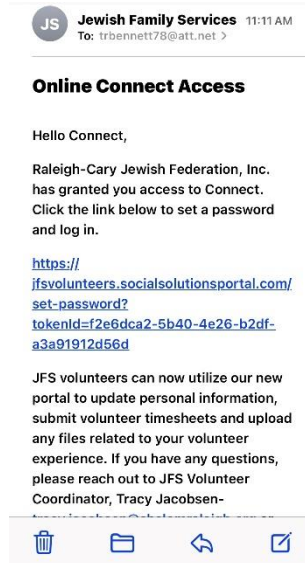 JS
Jewish Family Services 11:11 AM
To: trbennett78@att.net >
Online Connect Access
Hello Connect,
Raleigh-Cary Jewish Federation, Inc.
has granted you access to Connect.
Click the link below to set a password
and log in.
https://
jfsvolunteers.socialsolutionsportal.com/
set-password?
tokenId=f2e6dca2-5b40-4e26-b2df-
a3a91912d56d
JFS volunteers can now utilize our new
portal to update personal information,
submit volunteer timesheets and upload
any files related to your volunteer
experience. If you have any questions,
please reach out to JFS Volunteer
Coordinator, Tracy Jacobsen-